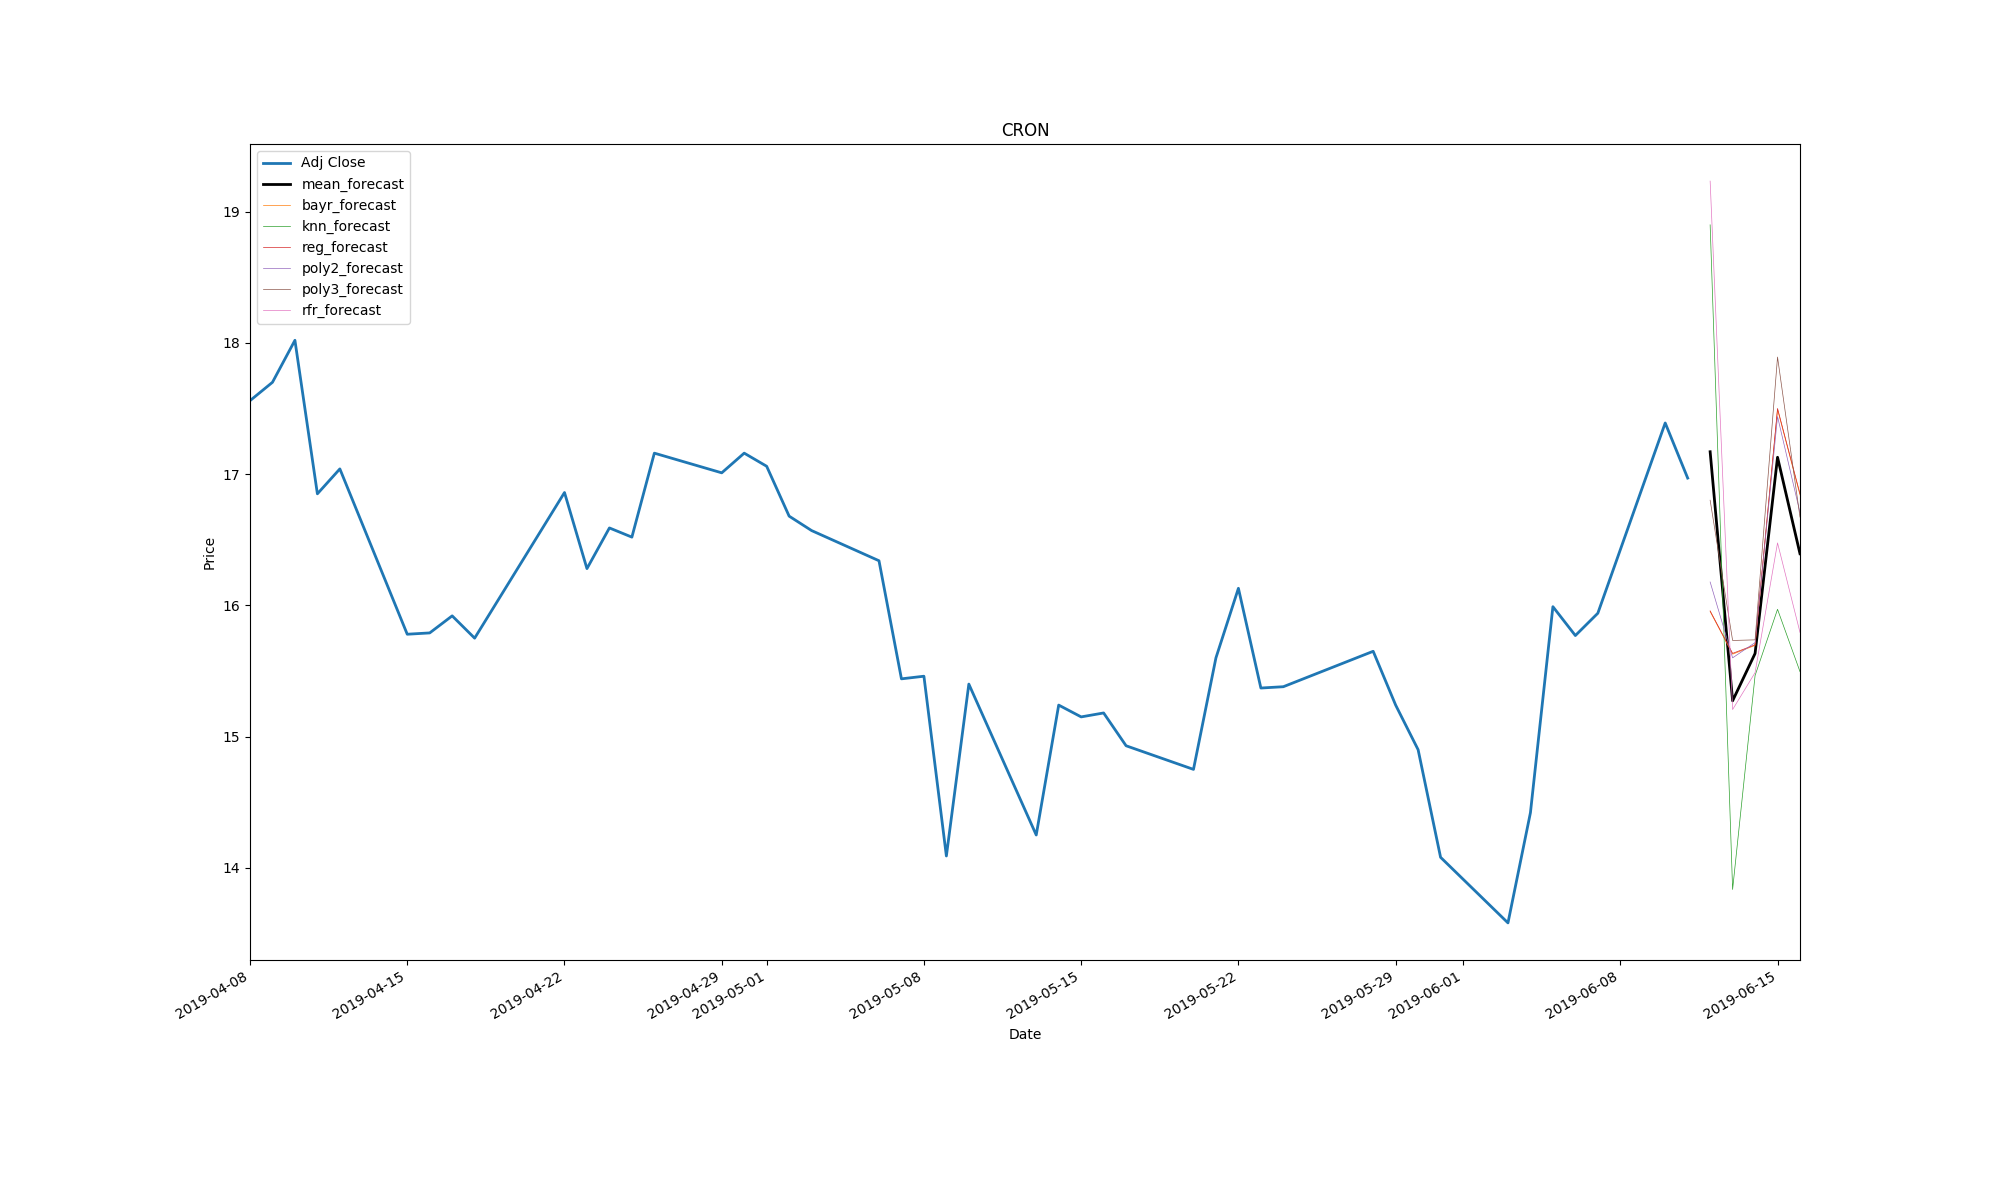 CRON
Adj Close
mean_forecast
bayr_forecast
knn_forecast
reg_forecast
poly2_forecast
poly3_forecast
rfr_forecast
19
18
17
16
15
14
Price
2019-04-08
2019-04-15
2019-04-22
2019-04-29
2019-05-01
2019-05-08
2019-05-15
2019-05-22
2019-05-29
2019-06-01
2019-06-08
2019-06-15
Date